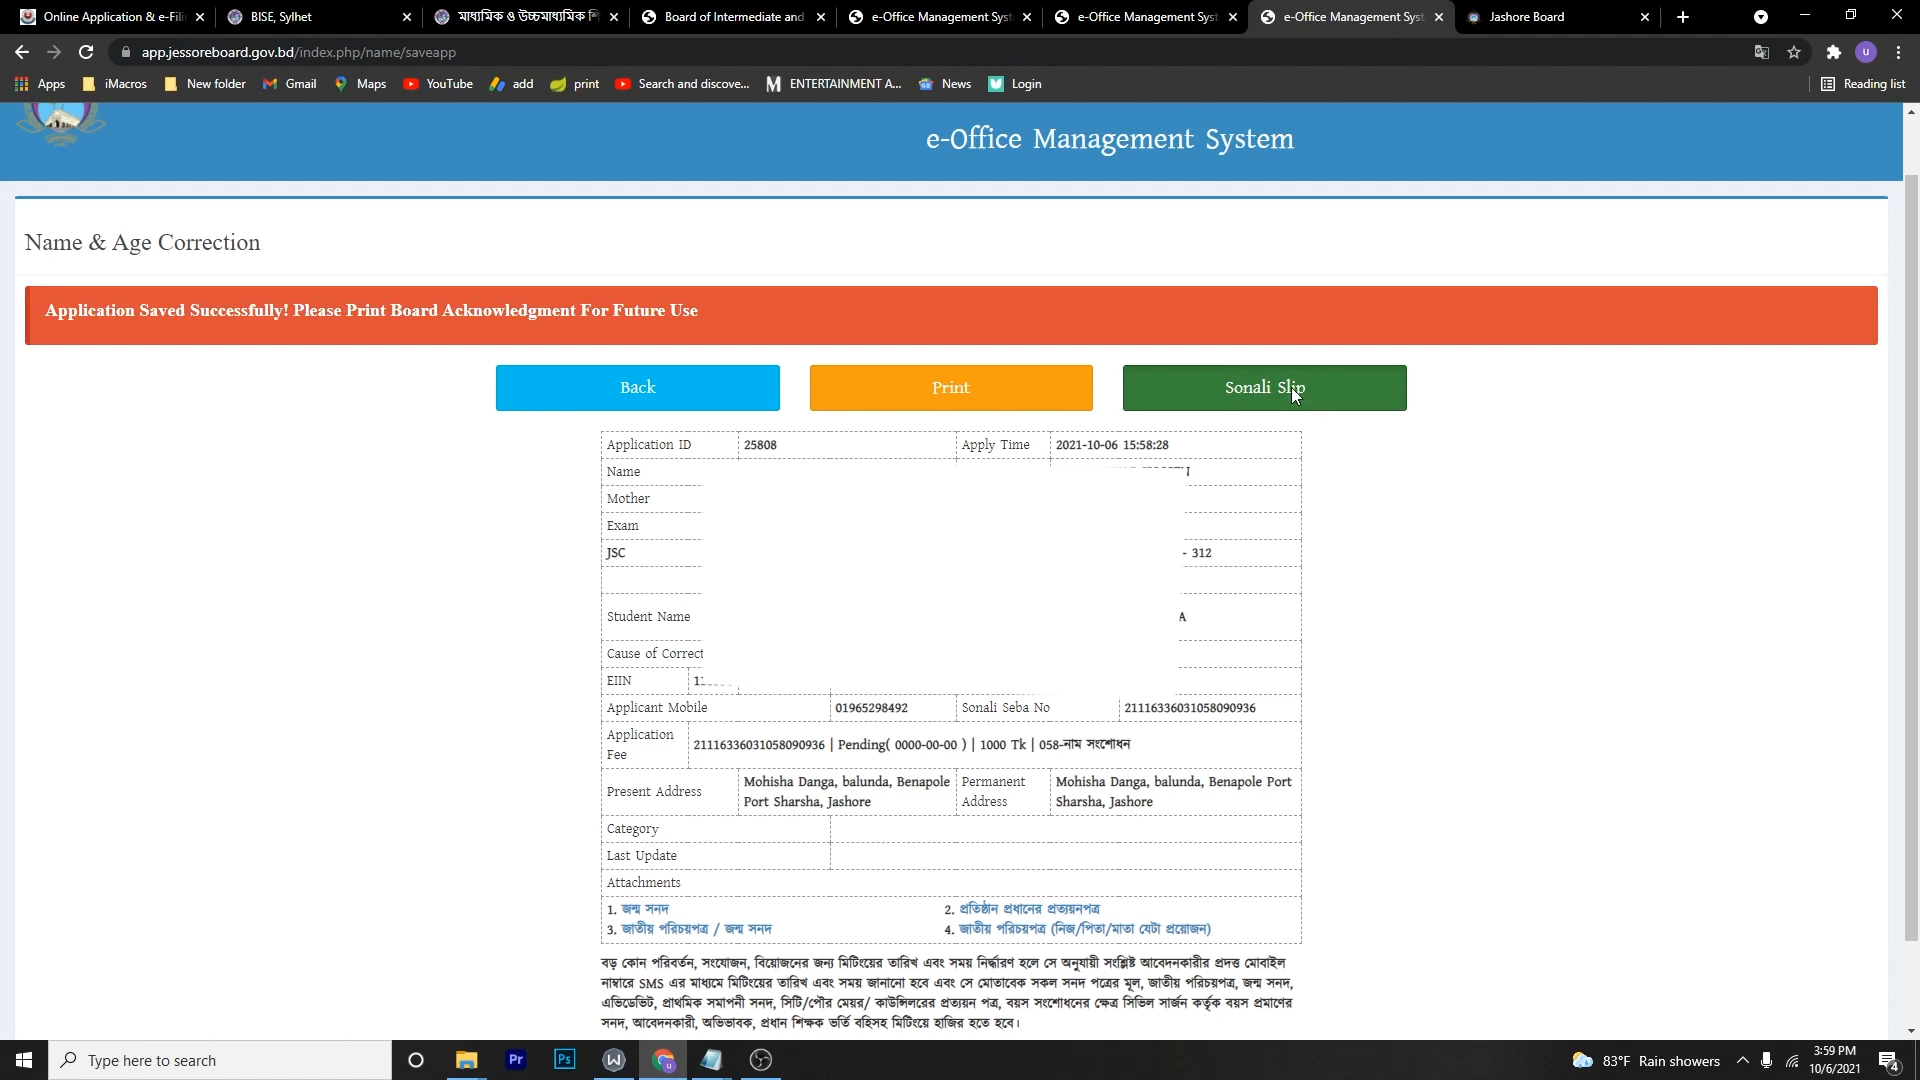 Online Application & e-Fili
BISE, Sylhet
মাধ্যমিক ও উচ্চমাধ্যমিক শি
Board of Intermediate and
e-Office Management Syst
e-Office Management Syst
e-Office Management Syst
Jashore Board
app.jessoreboard.gov.bd/index.php/name/saveapp
u
Apps
iMacros
New folder
Gmail
Maps
YouTube
add
print
Search and discove...
ENTERTAINMENT A...
News
Login
Reading list
e-Office Management System
Name & Age Correction
Application Saved Successfully! Please Print Board Acknowledgment For Future Use
Back
Print
Sonali Slip
Application ID 25808 Apply Time 2021-10-06 15:58:28
Name
Mother
Exam
JSC - 312
Student Name A
Cause of Correct
EIIN
Applicant Mobile 01965298492 Sonali Seba No 21116336031058090936
Application Fee 21116336031058090936 | Pending( 0000-00-00 ) | 1000 Tk | 058-নাম সংশোধন
Present Address Mohisha Danga, balunda, Benapole Port Sharsha, Jashore Permanent Address Mohisha Danga, balunda, Benapole Port Sharsha, Jashore
Category
Last Update
Attachments
1. জন্ম সনদ 2. প্রতিষ্ঠান প্রধানের প্রত্যয়নপত্র
3. জাতীয় পরিচয়পত্র / জন্ম সনদ 4. জাতীয় পরিচয়পত্র (নিজ/পিতা/মাতা যেটা প্রয়োজন)
বড় কোন পরিবর্তন, সংযোজন, বিয়োজনের জন্য মিটিংয়ের তারিখ এবং সময় নির্দ্ধারণ হলে সে অনুযায়ী সংশ্লিষ্ট আবেদনকারীর প্রদত্ত মোবাইল
নাম্বারে SMS এর মাধ্যমে মিটিংয়ের তারিখ এবং সময় জানানো হবে এবং সে মোতাবেক সকল সনদ পত্রের মূল, জাতীয় পরিচয়পত্র, জন্ম সনদ,
এভিডেভিট, প্রাথমিক সমাপনী সনদ, সিটি/পৌর মেয়র/ কাউন্সিলরের প্রত্যয়ন পত্র, বয়স সংশোধনের ক্ষেত্র সিভিল সার্জন কর্তৃক বয়স প্রমাণের
সনদ, আবেদনকারী, অভিভাবক, প্রধান শিক্ষক ভর্তি বহিসহ মিটিংয়ে হাজির হতে হবে।
Type here to search
Pr
Ps
83°F Rain showers
3:59 PM
10/6/2021
4